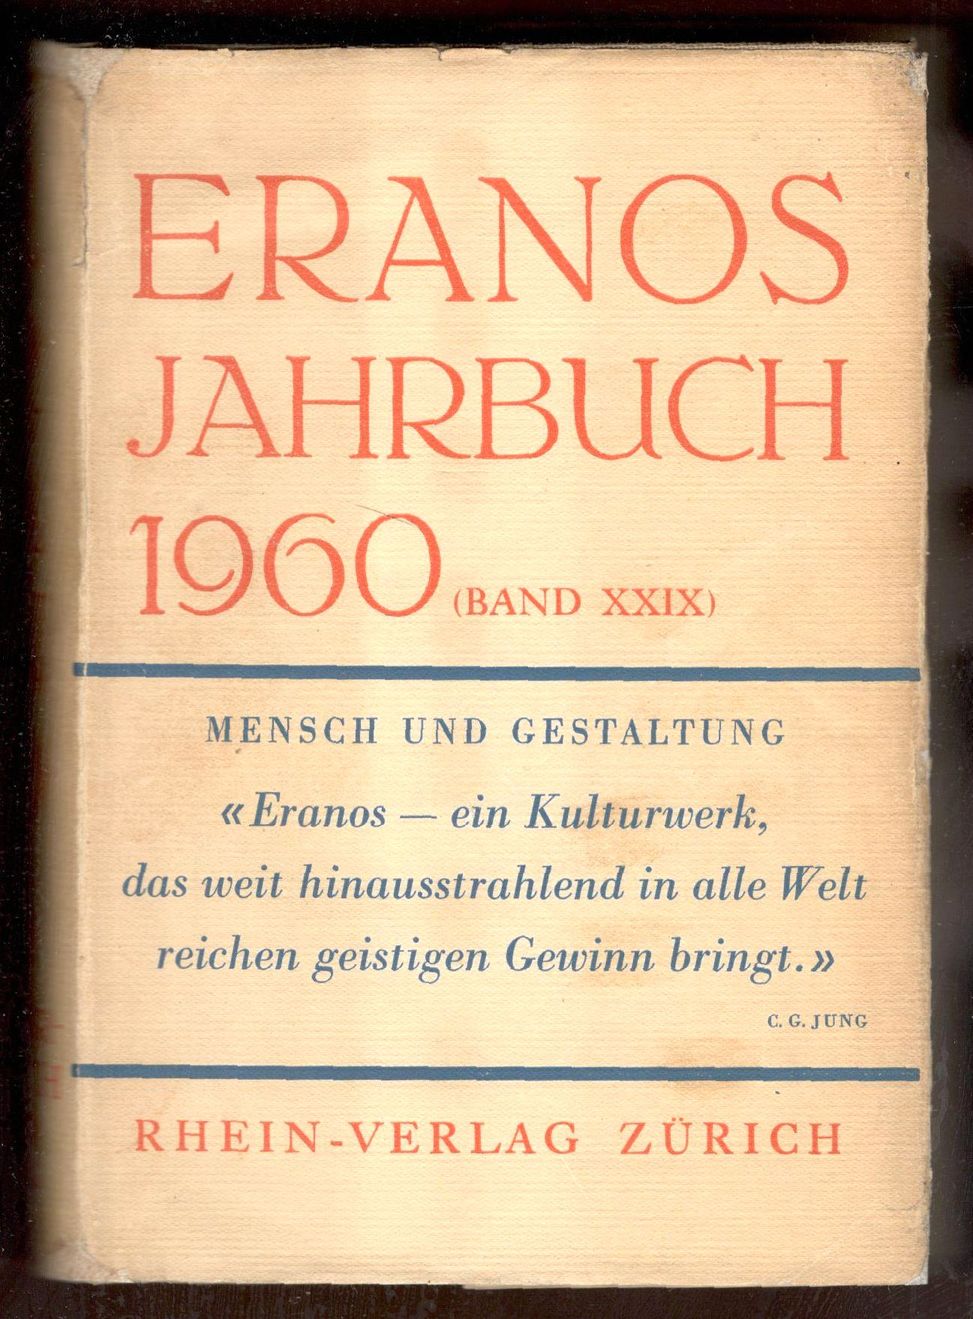 ERANOS
JAHRBUCH
1960 (BAND XXIX)
MENSCH UND GESTALTUNG
«Eranos — ein Kulturwerk,
das weit hinausstrahlend in alle Welt
reichen geistigen Gewinn bringt.»
C. G. JUNG
RHEIN-VERLAG ZÜRICH